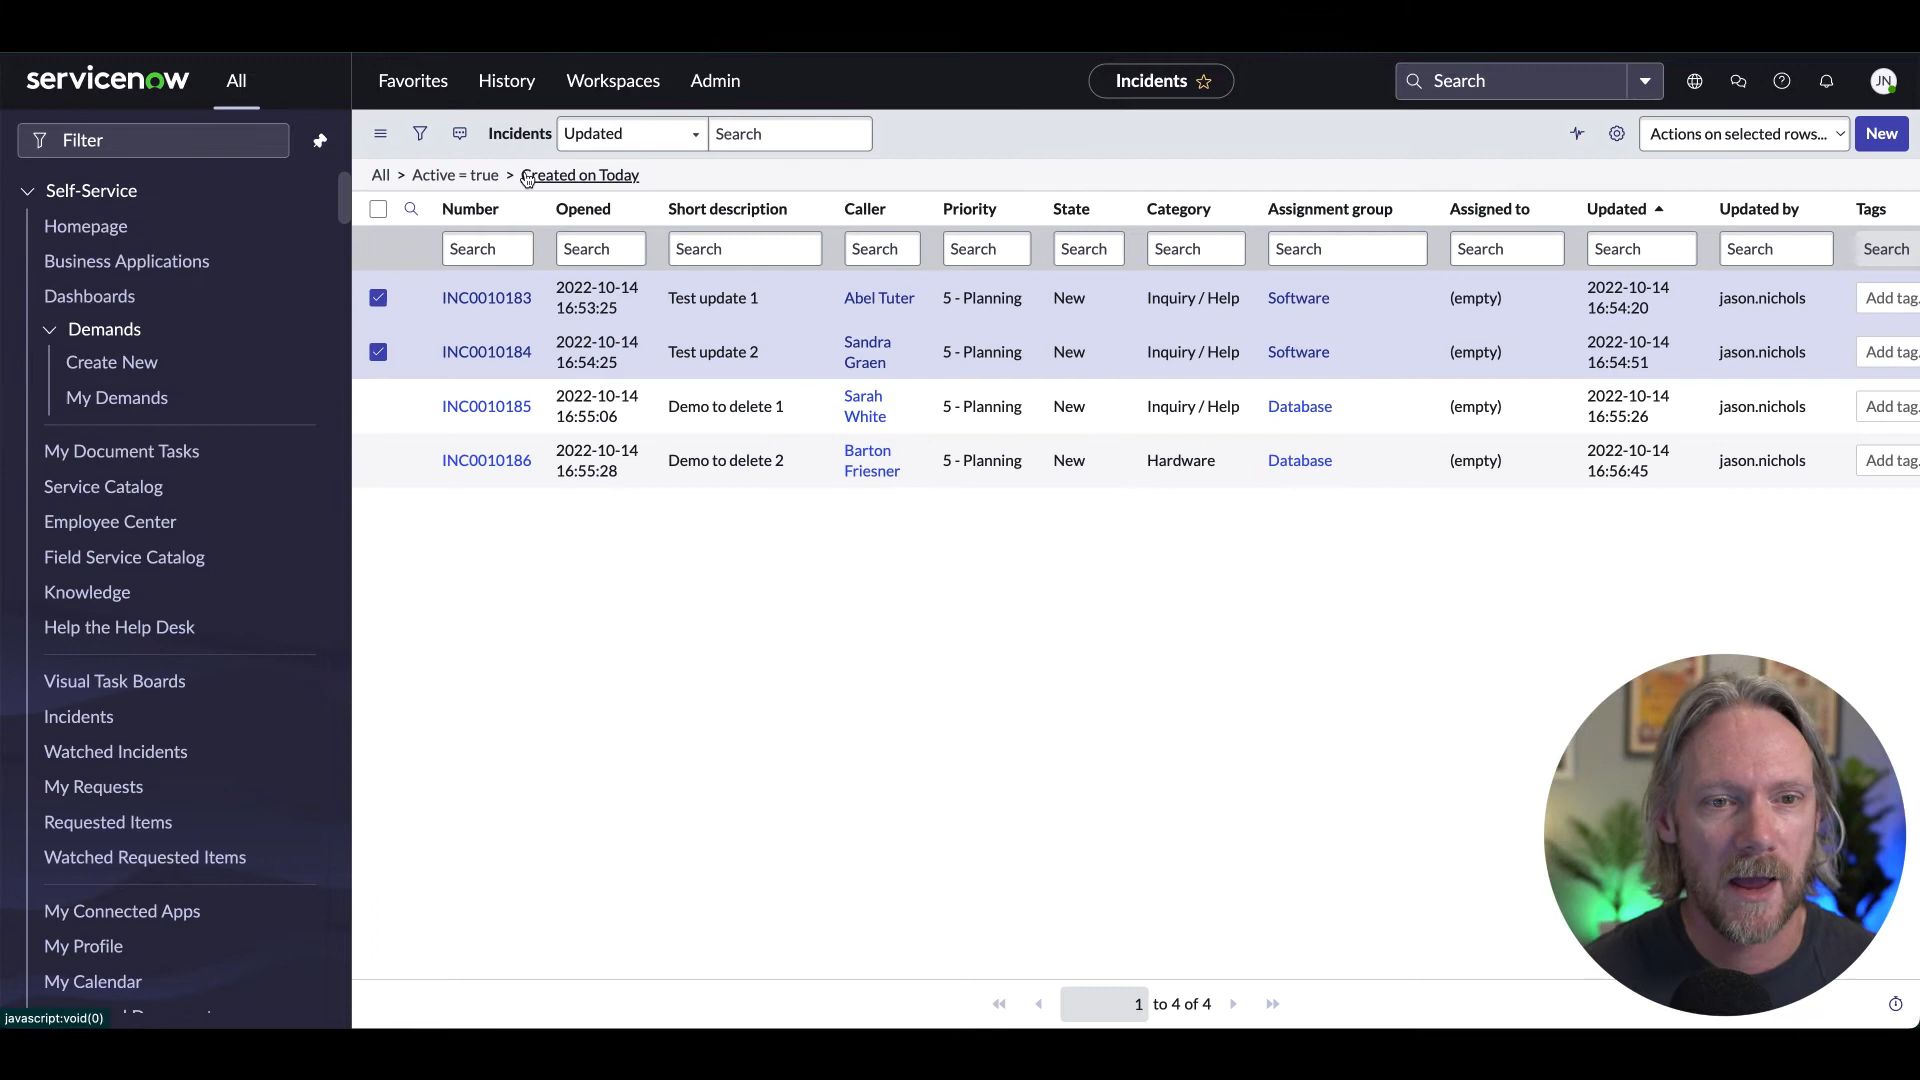 servicenow
All
Favorites
History
Workspaces
Admin
Incidents
Search
JN
Filter
Incidents
Updated
Search
Actions on selected rows...
New
All > Active = true > Created on Today
Self-Service
Homepage
Business Applications
Dashboards
Demands
Create New
My Demands
My Document Tasks
Service Catalog
Employee Center
Field Service Catalog
Knowledge
Help the Help Desk
Visual Task Boards
Incidents
Watched Incidents
My Requests
Requested Items
Watched Requested Items
My Connected Apps
My Profile
My Calendar
javascript:void(0)
Number Opened Short description Caller Priority State Category Assignment group Assigned to Updated Updated by Tags
Search Search Search Search Search Search Search Search Search Search Search Search
INC0010183 2022-10-14 16:53:25 Test update 1 Abel Tuter 5 - Planning New Inquiry / Help Software (empty) 2022-10-14 16:54:20 jason.nichols Add tag.
INC0010184 2022-10-14 16:54:25 Test update 2 Sandra Graen 5 - Planning New Inquiry / Help Software (empty) 2022-10-14 16:54:51 jason.nichols Add tag.
INC0010185 2022-10-14 16:55:06 Demo to delete 1 Sarah White 5 - Planning New Inquiry / Help Database (empty) 2022-10-14 16:55:26 jason.nichols Add tag.
INC0010186 2022-10-14 16:55:28 Demo to delete 2 Barton Friesner 5 - Planning New Hardware Database (empty) 2022-10-14 16:56:45 jason.nichols Add tag.
1 to 4 of 4